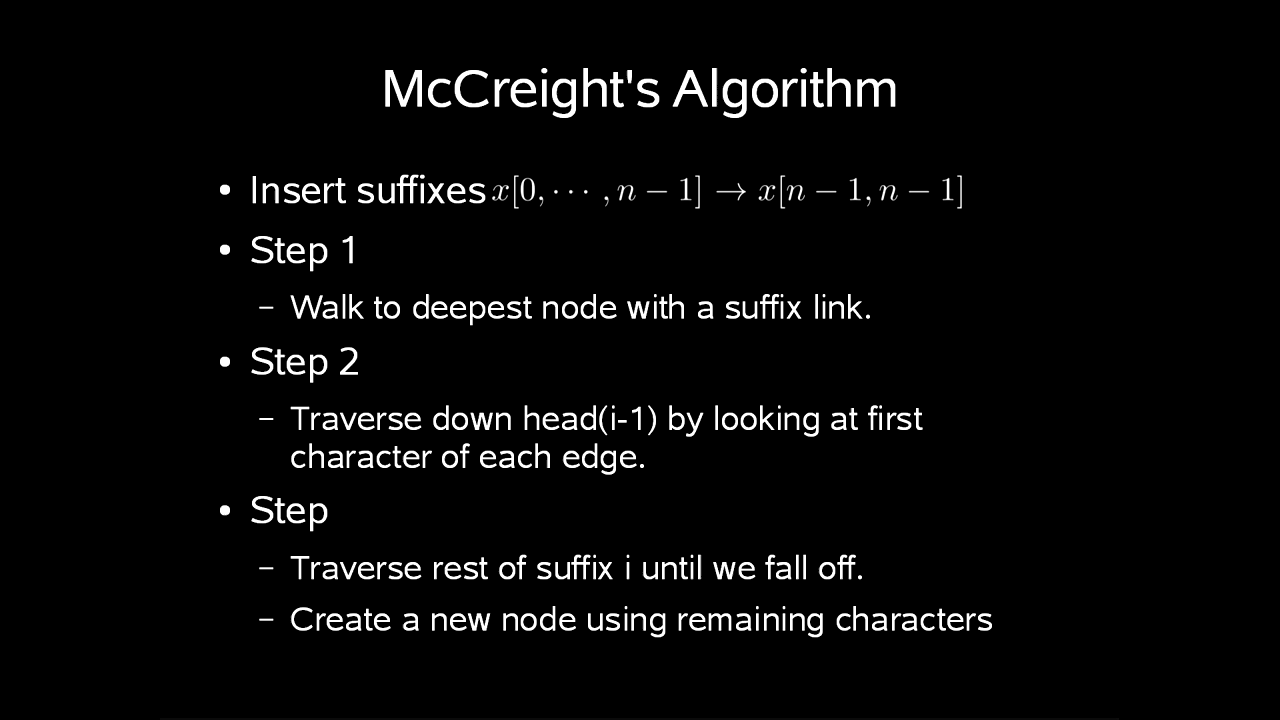 McCreight's Algorithm
• Insert suffixes x[0, ⋯ , n − 1] → x[n − 1, n − 1]
• Step 1
– Walk to deepest node with a suffix link.
• Step 2
– Traverse down head(i-1) by looking at first
character of each edge.
• Step
– Traverse rest of suffix i until we fall off.
– Create a new node using remaining characters